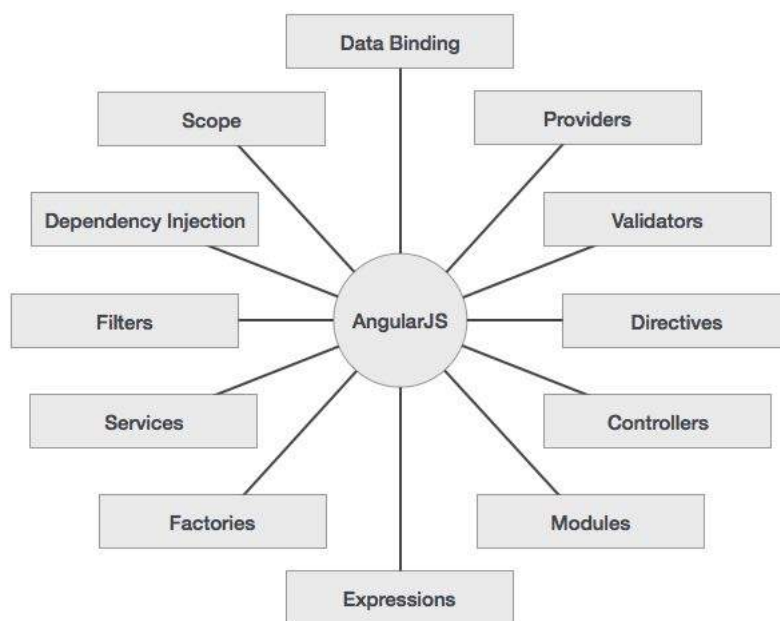 Data Binding
Scope
Providers
Dependency Injection
Validators
Filters
AngularJS
Directives
Services
Controllers
Factories
Modules
Expressions